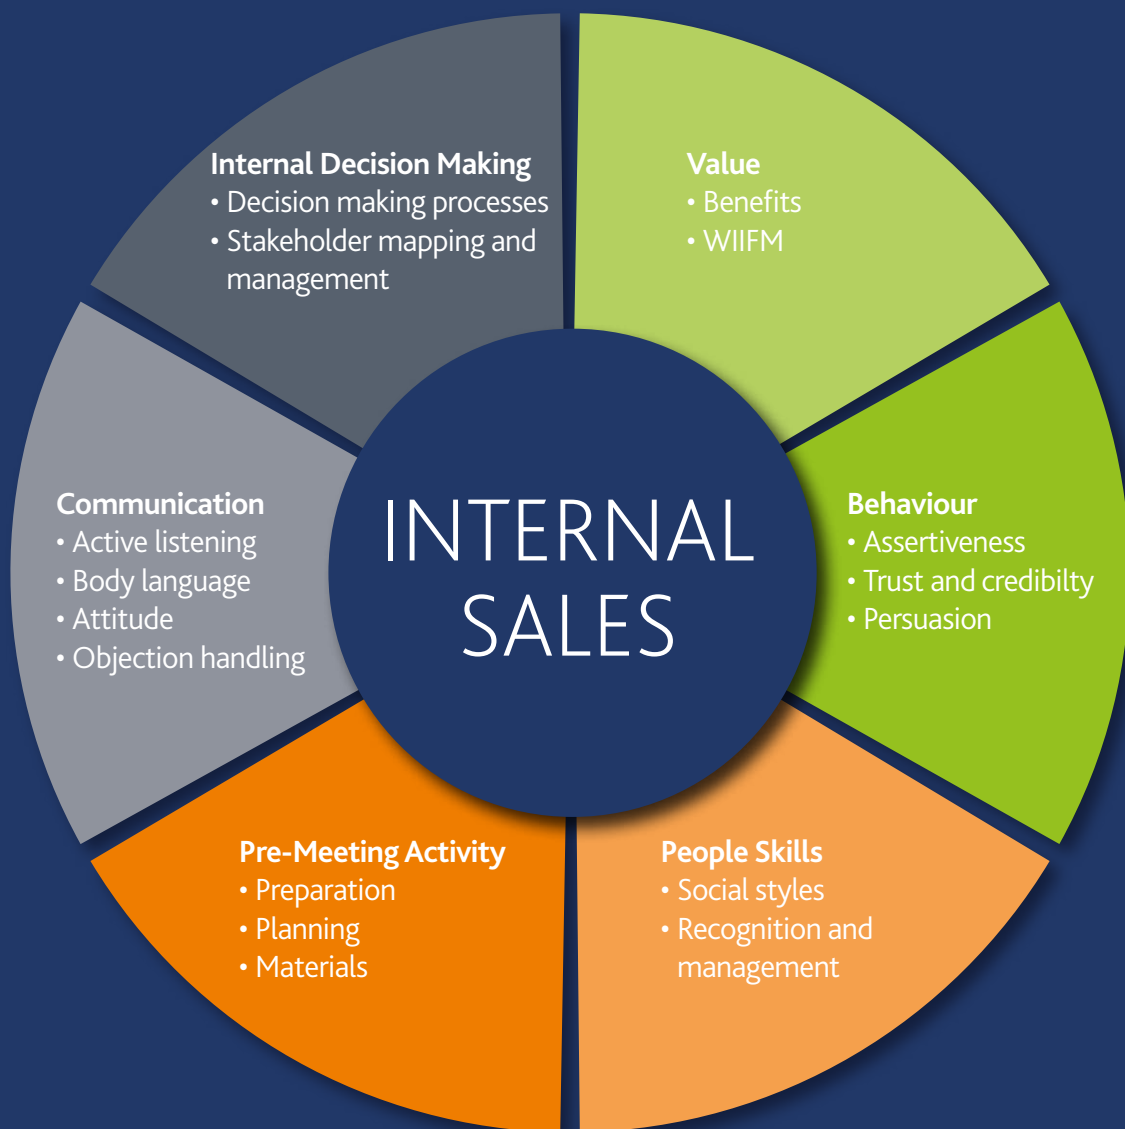 Internal Decision Making
• Decision making processes
• Stakeholder mapping and
management
Value
• Benefits
• WIIFM
Communication
• Active listening
• Body language
• Attitude
• Objection handling
INTERNAL
SALES
Behaviour
• Assertiveness
• Trust and credibilty
• Persuasion
Pre-Meeting Activity
• Preparation
• Planning
• Materials
People Skills
• Social styles
• Recognition and
management